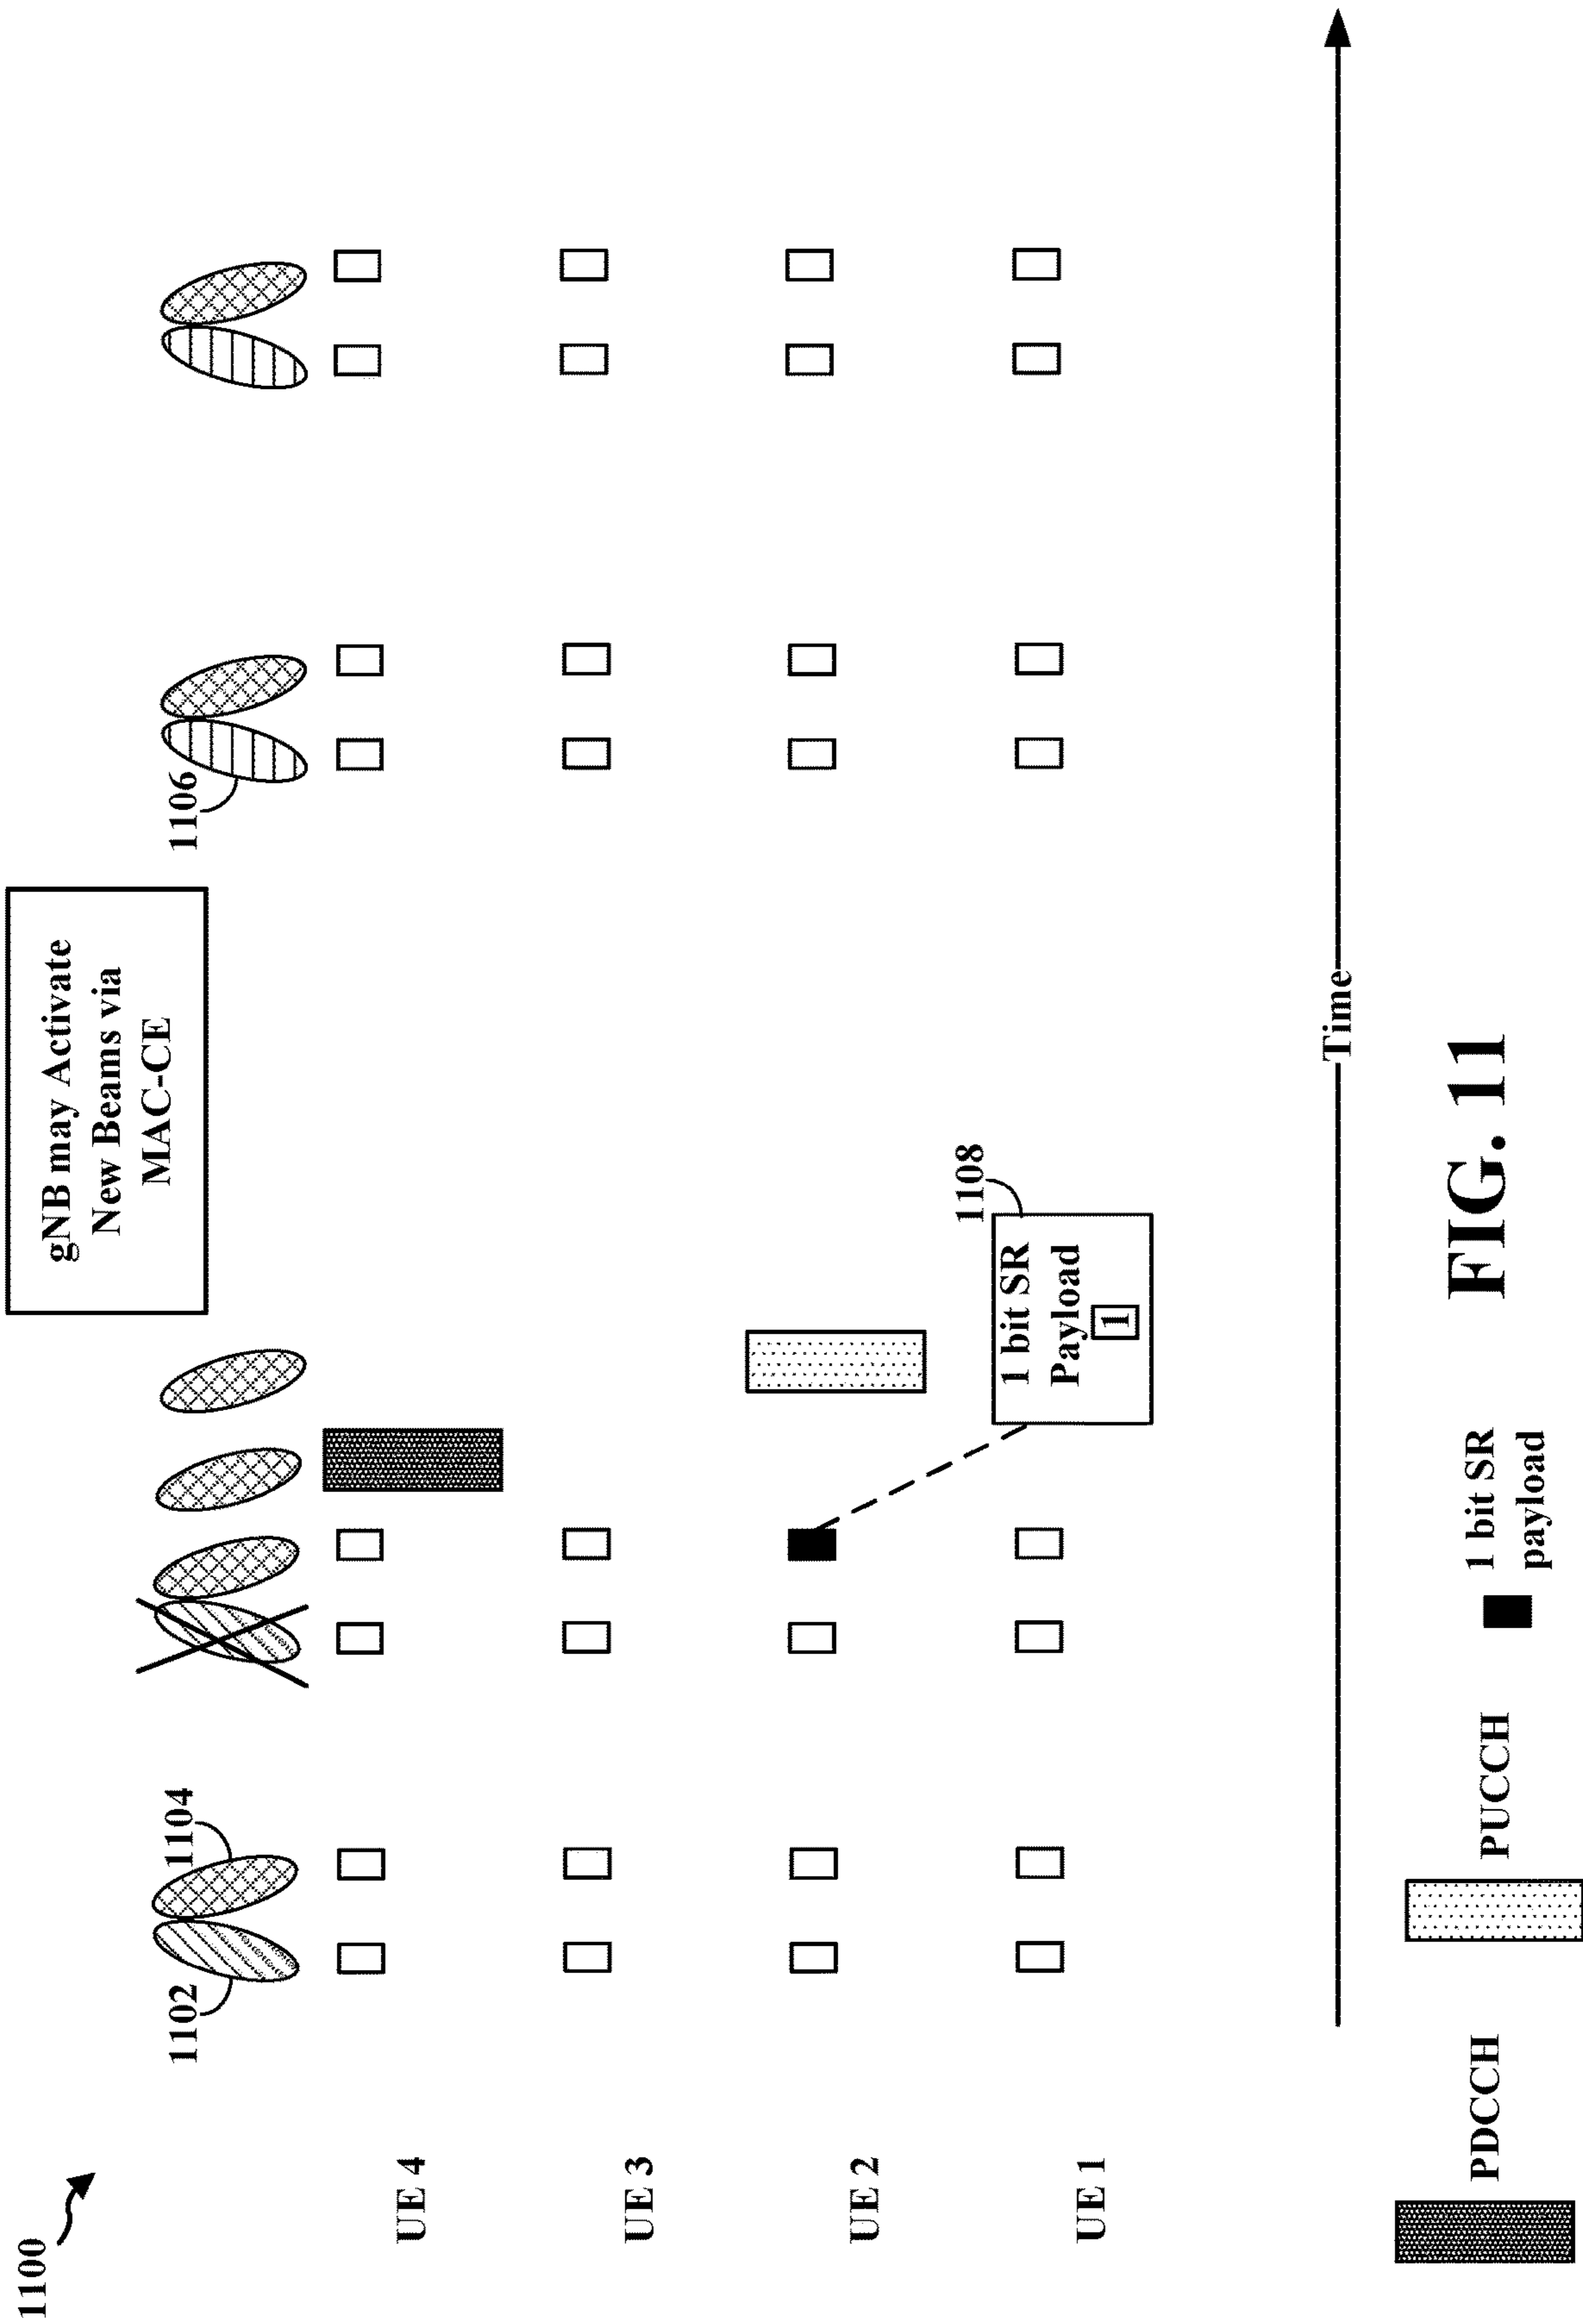 1100
gNB may Activate
New Beams via
MAC-CE
1102
1104
1106
UE 4
UE 3
UE 2
UE 1
1108
1 bit SR
Payload
1
Time
PDCCH
PUCCH
1 bit SR
payload
FIG. 11